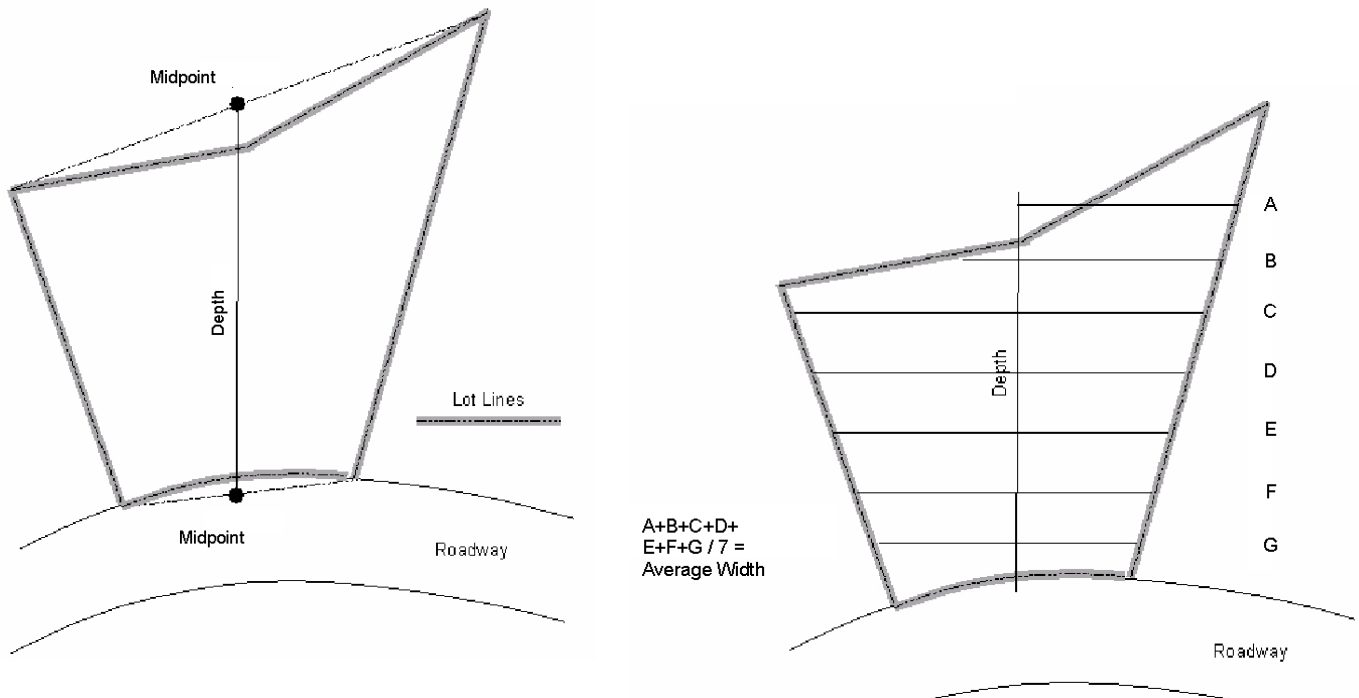 Midpoint
Depth
Lot Lines
Midpoint
Roadway
A
B
C
Depth
D
E
F
G
A+B+C+D+
E+F+G / 7 =
Average Width
Roadway